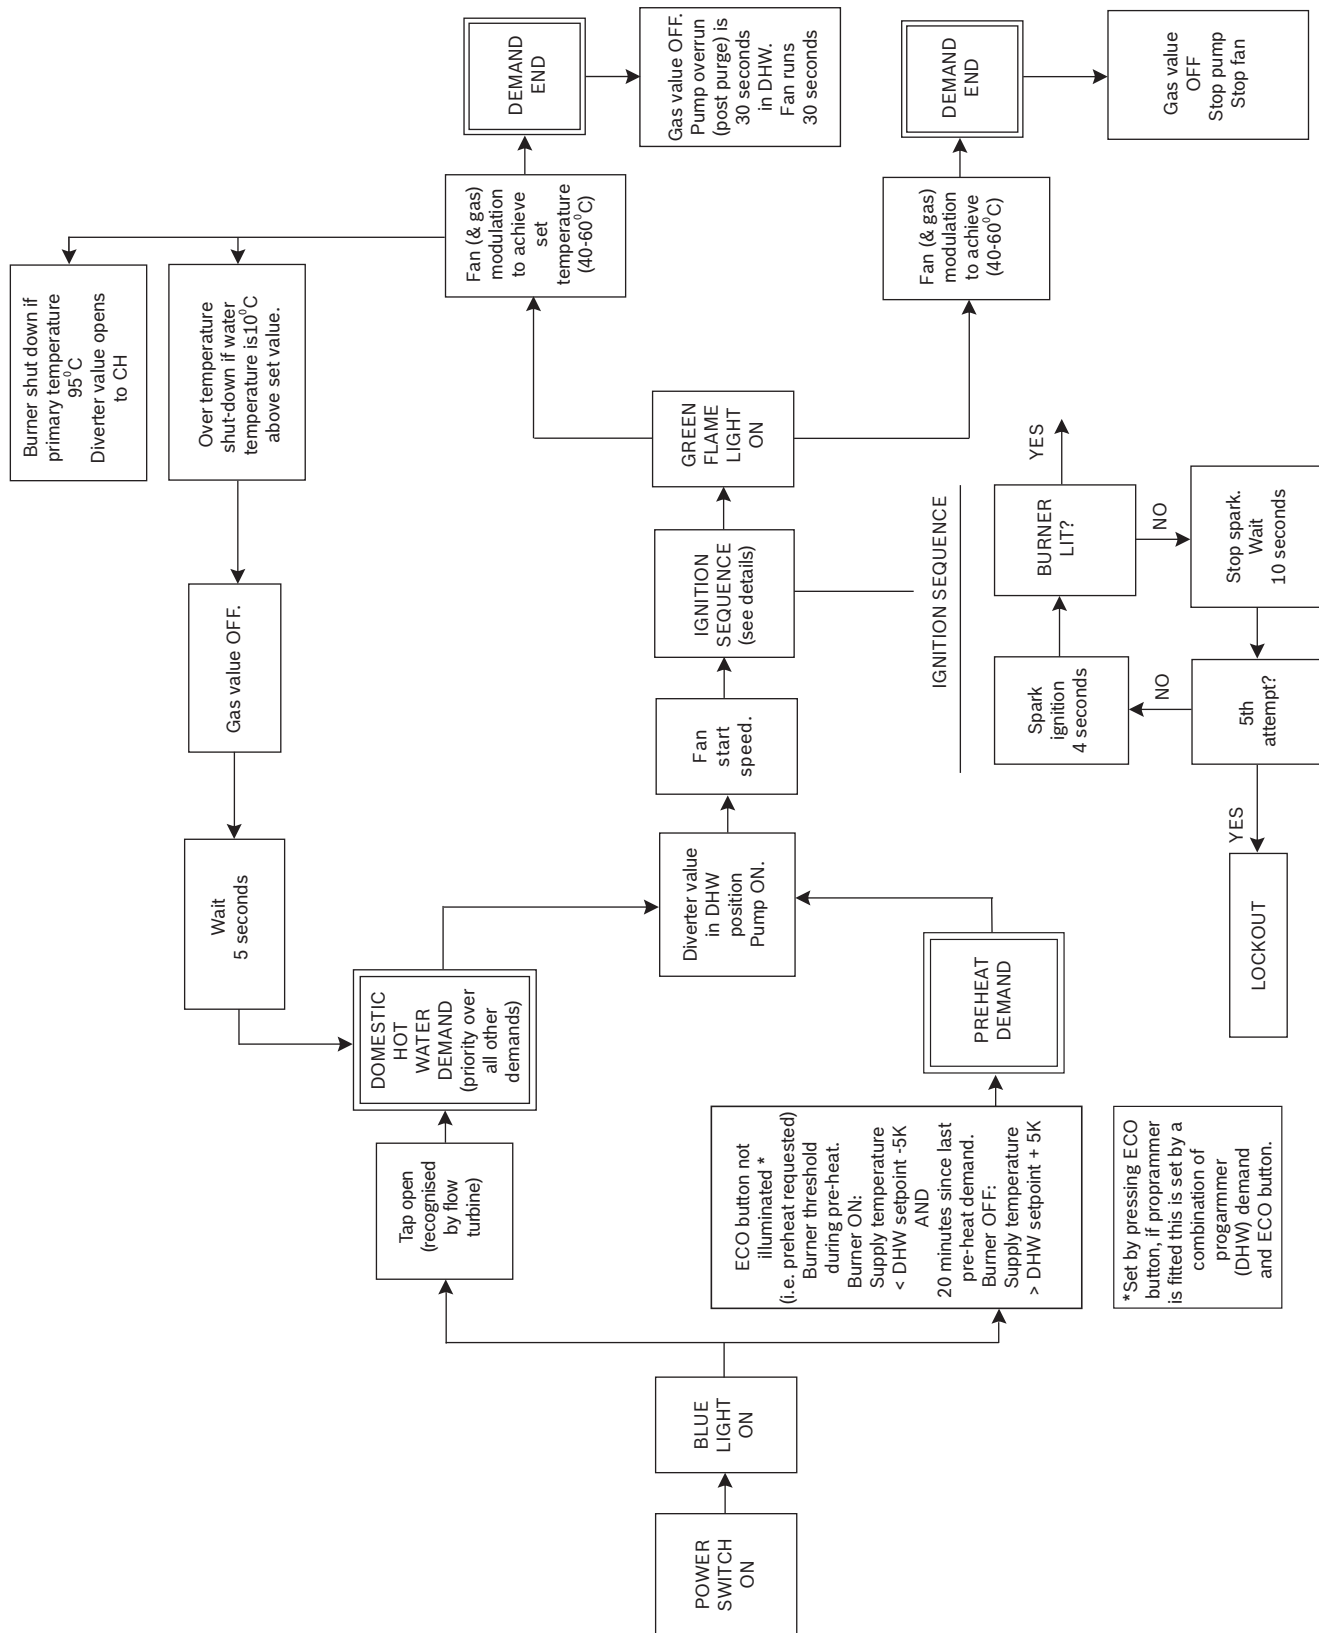 POWER
SWITCH
ON
BLUE
LIGHT
ON
Tap open
(recognised
by flow
turbine)
DOMESTIC
HOT
WATER
DEMAND
(priority over
all other
demands)
Wait
5 seconds
Gas value OFF.
Over temperature
shut-down if water
temperature is10⁰C
above set value.
Burner shut down if
primary temperature
95⁰C
Diverter value opens
to CH
ECO button not
illuminated *
(i.e. preheat requested)
Burner threshold
during pre-heat.
Burner ON:
Supply temperature
< DHW setpoint -5K
AND
20 minutes since last
pre-heat demand.
Burner OFF:
Supply temperature
> DHW setpoint + 5K
*Set by pressing ECO
button, if proprammer
is fitted this is set by a
combination of
progarmmer
(DHW) demand
and ECO button.
PREHEAT
DEMAND
Diverter value
in DHW
position
Pump ON.
Fan
start
speed.
IGNITION
SEQUENCE
(see details)
GREEN
FLAME
LIGHT
ON
Fan (& gas)
modulation
to achieve
set
temperature
(40-60⁰C)
DEMAND
END
Gas value OFF.
Pump overrun
(post purge) is
30 seconds
in DHW.
Fan runs
30 seconds
Fan (& gas)
modulation
to achieve
(40-60⁰C)
DEMAND
END
Gas value
OFF
Stop pump
Stop fan
IGNITION SEQUENCE
Spark
ignition
4 seconds
BURNER
LIT?
YES
NO
Stop spark.
Wait
10 seconds
5th
attempt?
NO
YES
LOCKOUT